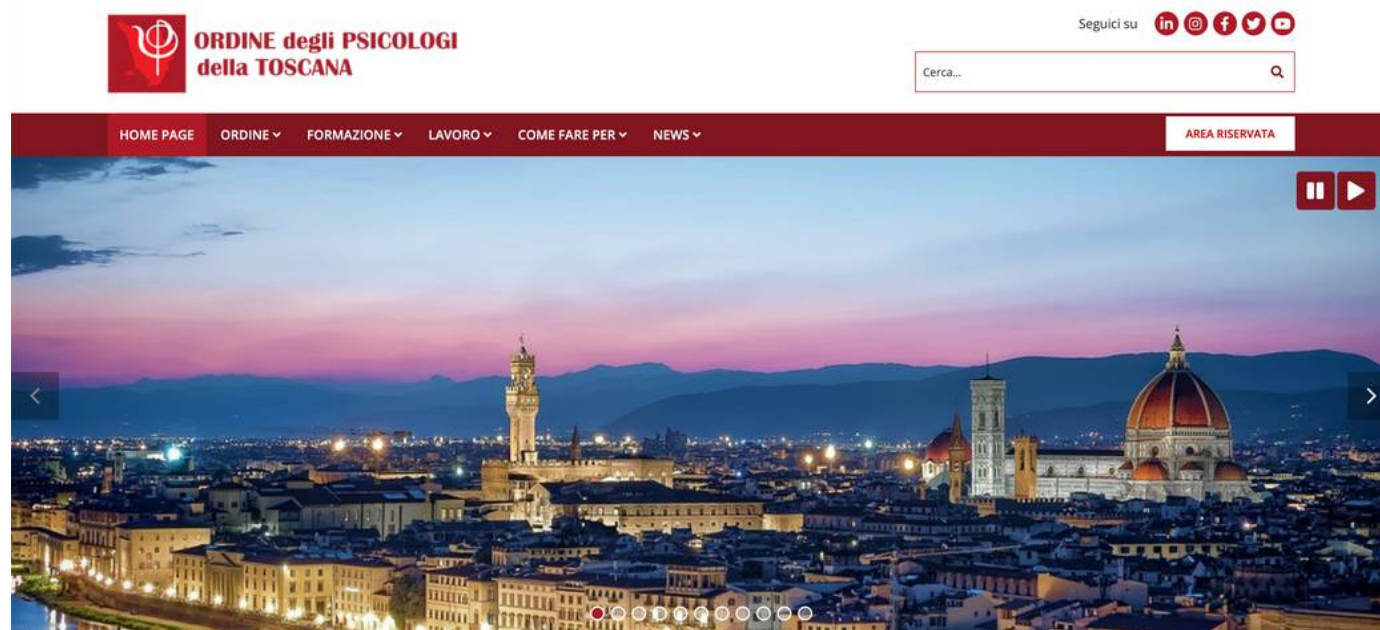 ORDINE degli PSICOLOGI
della TOSCANA
Seguici su
Cerca...
HOME PAGE ORDINE FORMAZIONE LAVORO COME FARE PER NEWS AREA RISERVATA